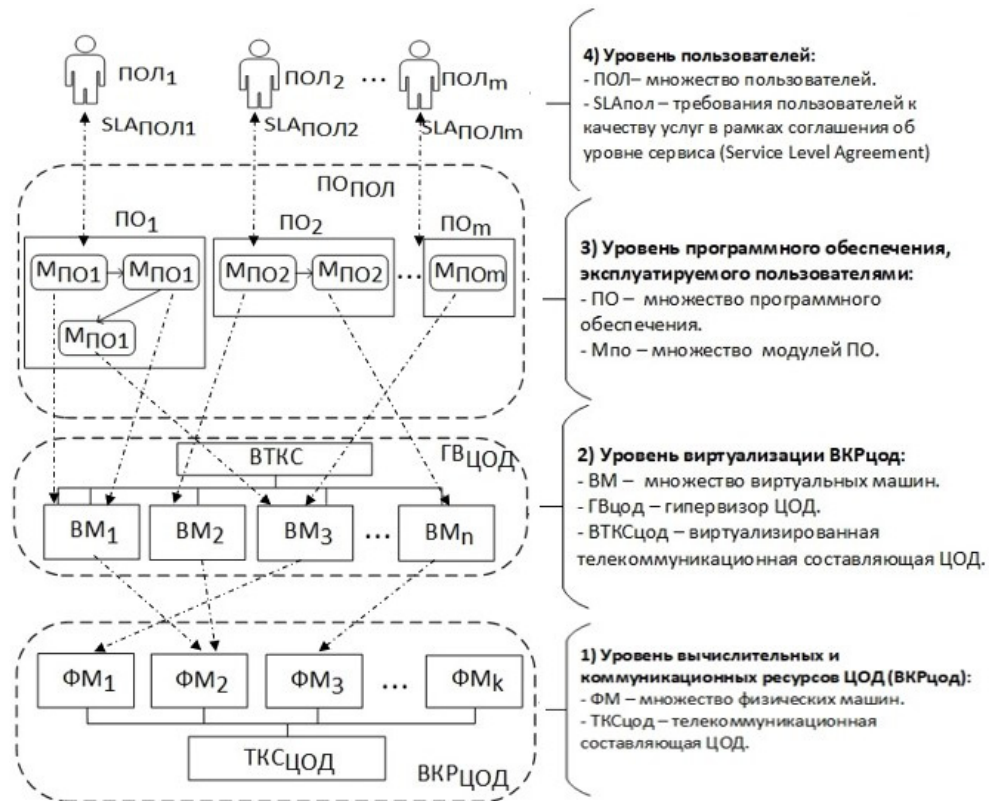 ПОЛ1
ПОЛ2
...
ПОЛm
SLAПОЛ1
SLAПОЛ2
SLAПОЛm
4) Уровень пользователей:
- ПОЛ– множество пользователей.
- SLAпол – требования пользователей к
качеству услуг в рамках соглашения об
уровне сервиса (Service Level Agreement)
ПОПОЛ
ПО1
ПО2
ПОm
МПО1
МПО1
МПО2
МПО2
...
МПОm
МПО1
3) Уровень программного обеспечения,
эксплуатируемого пользователями:
- ПО – множество программного
обеспечения.
- Мпо – множество модулей ПО.
ВТКС
ГВЦОД
ВМ1
ВМ2
ВМ3
...
ВМn
2) Уровень виртуализации ВКРцод:
- ВМ – множество виртуальных машин.
- ГВцод – гипервизор ЦОД.
- ВТКСцод – виртуализированная
телекоммуникационная составляющая ЦОД.
ФМ1
ФМ2
ФМ3
...
ФМk
ТКСЦОД
ВКРЦОД
1) Уровень вычислительных и
коммуникационных ресурсов ЦОД (ВКРцод):
- ФМ – множество физических машин.
- ТКСцод – телекоммуникационная
составляющая ЦОД.